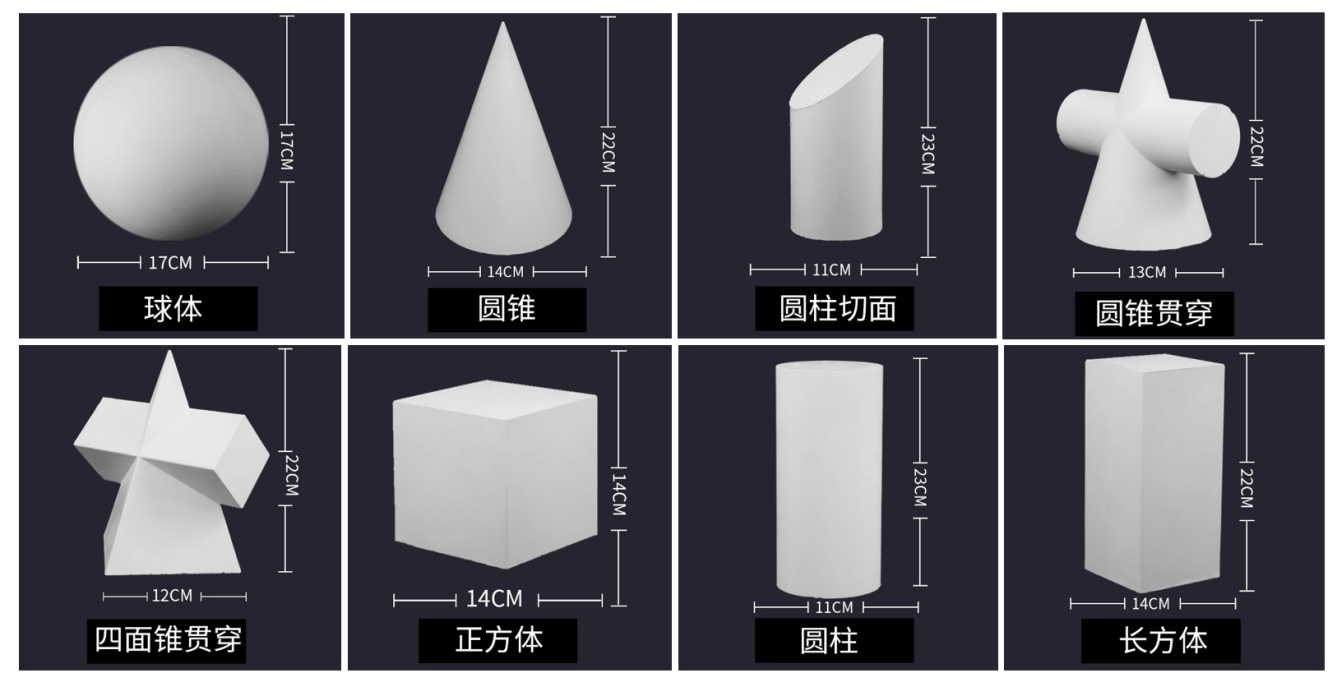 17CM
17CM
球体
22CM
14CM
圆锥
23CM
11CM
圆柱切面
22CM
13CM
圆锥贯穿
22CM
12CM
四面锥贯穿
14CM
14CM
正方体
23CM
11CM
圆柱
22CM
14CM
长方体